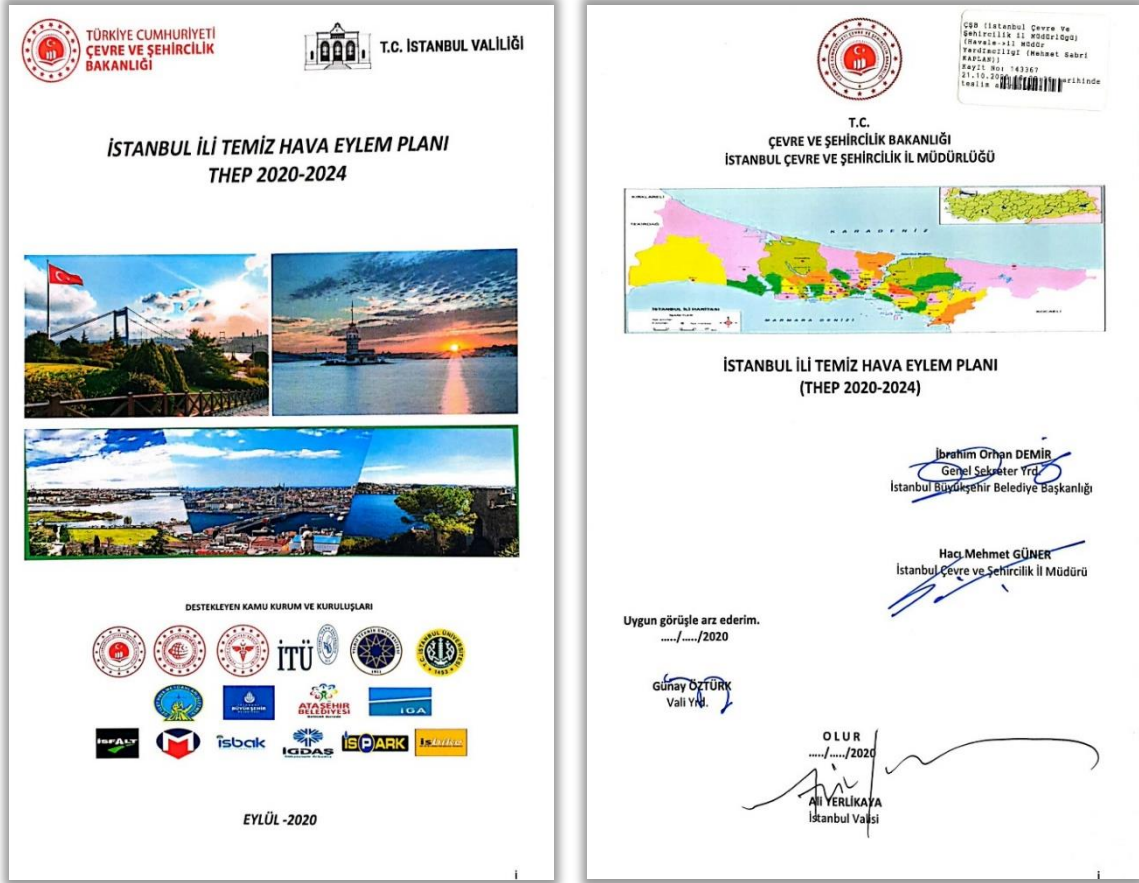 TÜRKİYE CUMHURİYETİ
ÇEVRE VE ŞEHİRCİLİK
BAKANLIĞI
T.C. İSTANBUL VALİLİĞİ
İSTANBUL İLİ TEMİZ HAVA EYLEM PLANI
THEP 2020-2024
DESTEKLEYEN KAMU KURUM VE KURULUŞLARI
İTÜ
ATAŞEHİR
BELEDİYESİ
İGA
İSFALT
isbak
İGDAŞ
İSPARK
EYLÜL -2020
i
ÇŞB (İstanbul Çevre Ve
Şehircilik İl Müdürlüğü)
(Havale->İl Müdür
Yardımcılığı (Mehmet Sabri
KAPLAN))
Kayıt No: 143367
T.C.
ÇEVRE VE ŞEHİRCİLİK BAKANLIĞI
İSTANBUL ÇEVRE VE ŞEHİRCİLİK İL MÜDÜRLÜĞÜ
KARADENİZ
İSTANBUL İLİ HARİTASI
MARMARA DENİZİ
KOCAELİ
İSTANBUL İLİ TEMİZ HAVA EYLEM PLANI
(THEP 2020-2024)
İbrahim Orhan DEMİR
Genel Sekreter Yrd.
İstanbul Büyükşehir Belediye Başkanlığı
Hacı Mehmet GÜNER
İstanbul Çevre ve Şehircilik İl Müdürü
Uygun görüşle arz ederim.
...../...../2020
Günay ÖZTÜRK
Vali Yrd.
O L U R
...../...../2020
Ali YERLİKAYA
İstanbul Valisi
i